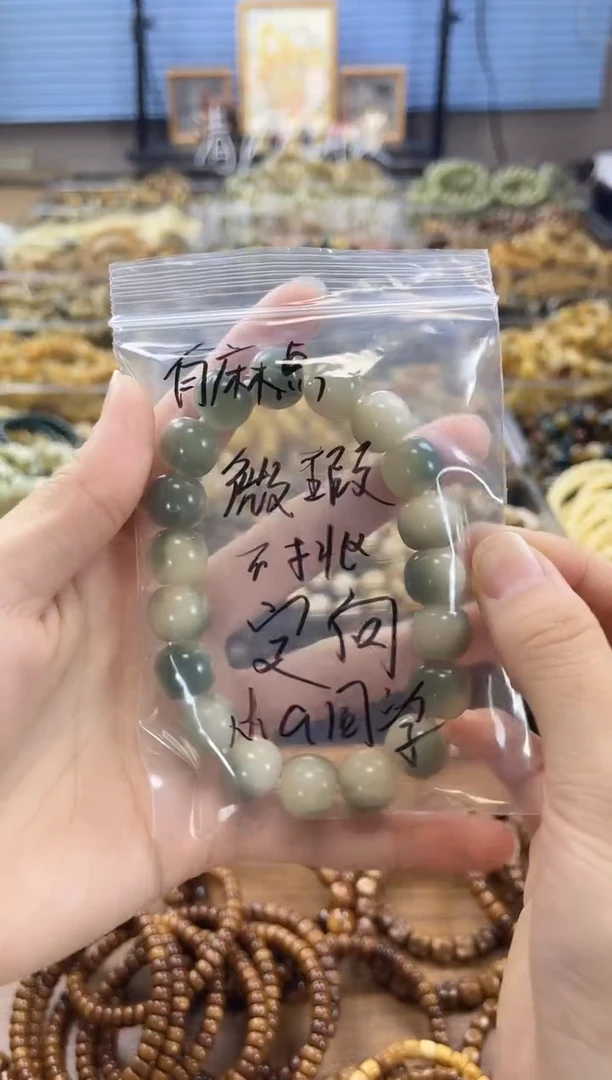 有麻点,
微瑕
不挑
定向
小a同学